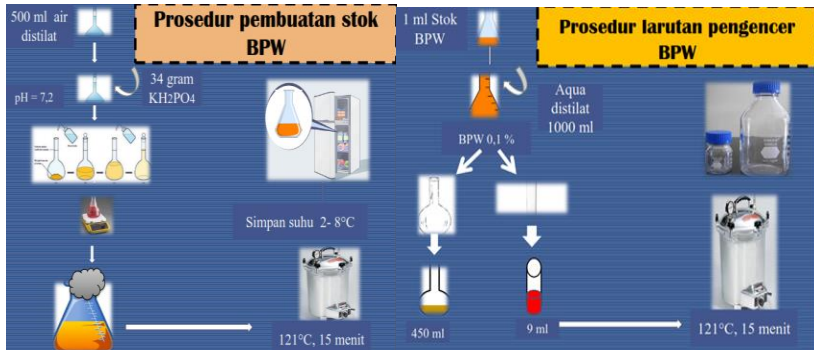 Prosedur pembuatan stok
BPW
500 ml air
distilat
pH = 7,2
34 gram
KH2PO4
Simpan suhu 2- 8°C
121°C, 15 menit
Prosedur larutan pengencer
BPW
1 ml Stok
BPW
Aqua
distilat
1000 ml
BPW 0,1 %
450 ml
9 ml
121°C, 15 menit